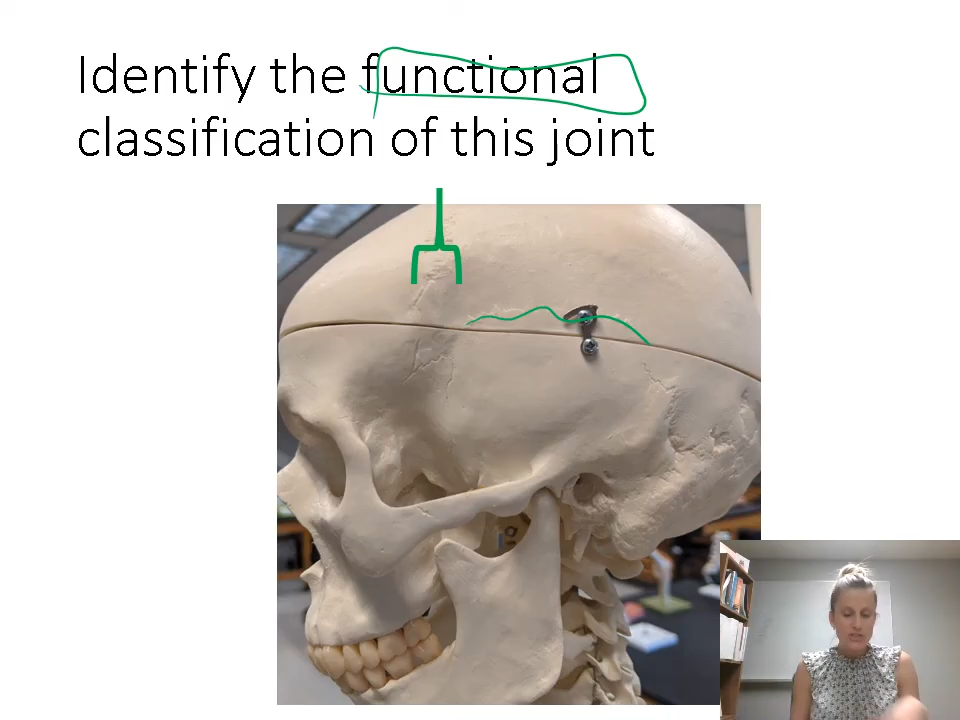 Identify the functional
classification of this joint